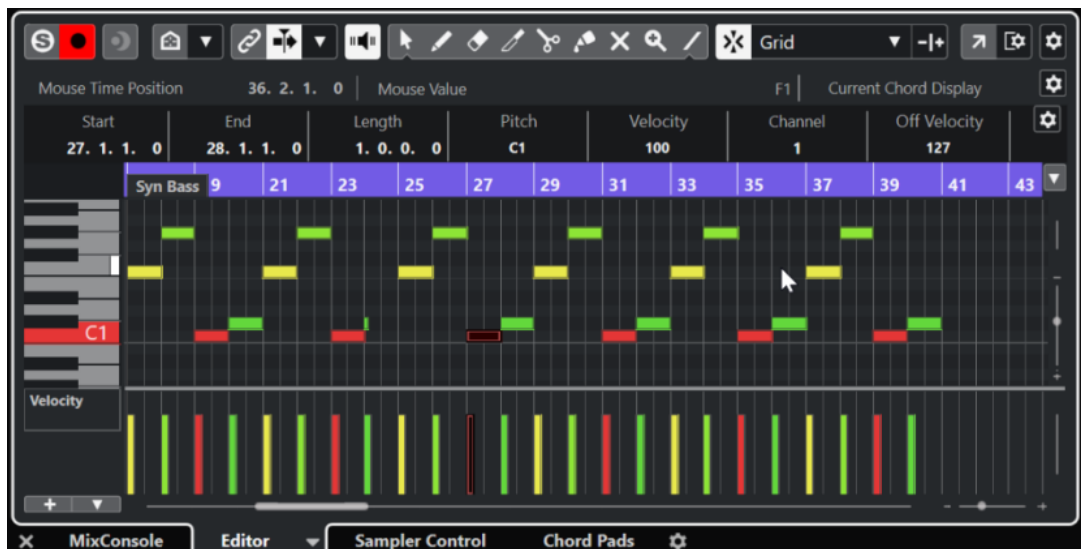 Grid
Mouse Time Position 36. 2. 1. 0 Mouse Value F1 Current Chord Display
Start End Length Pitch Velocity Channel Off Velocity
27. 1. 1. 0 28. 1. 1. 0 1. 0. 0. 0 C1 100 1 127
Syn Bass 9 21 23 25 27 29 31 33 35 37 39 41 43
C1
Velocity
MixConsole Editor Sampler Control Chord Pads